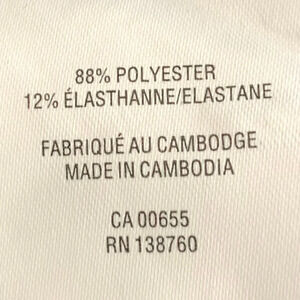 88% POLYESTER
12% ÉLASTHANNE/ELASTANE
FABRIQUÉ AU CAMBODGE
MADE IN CAMBODIA
CA 00655
RN 138760